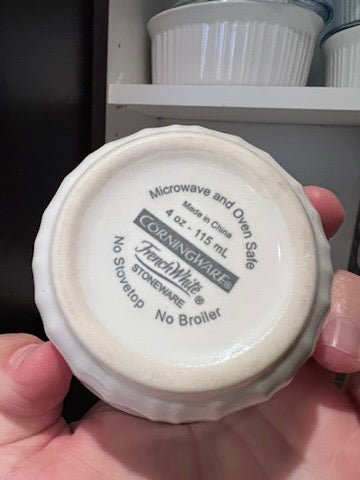 Microwave and Oven Safe
Made in China
4 oz - 115 mL
CORNINGWARE®
French White®
STONEWARE
No Stovetop No Broiler